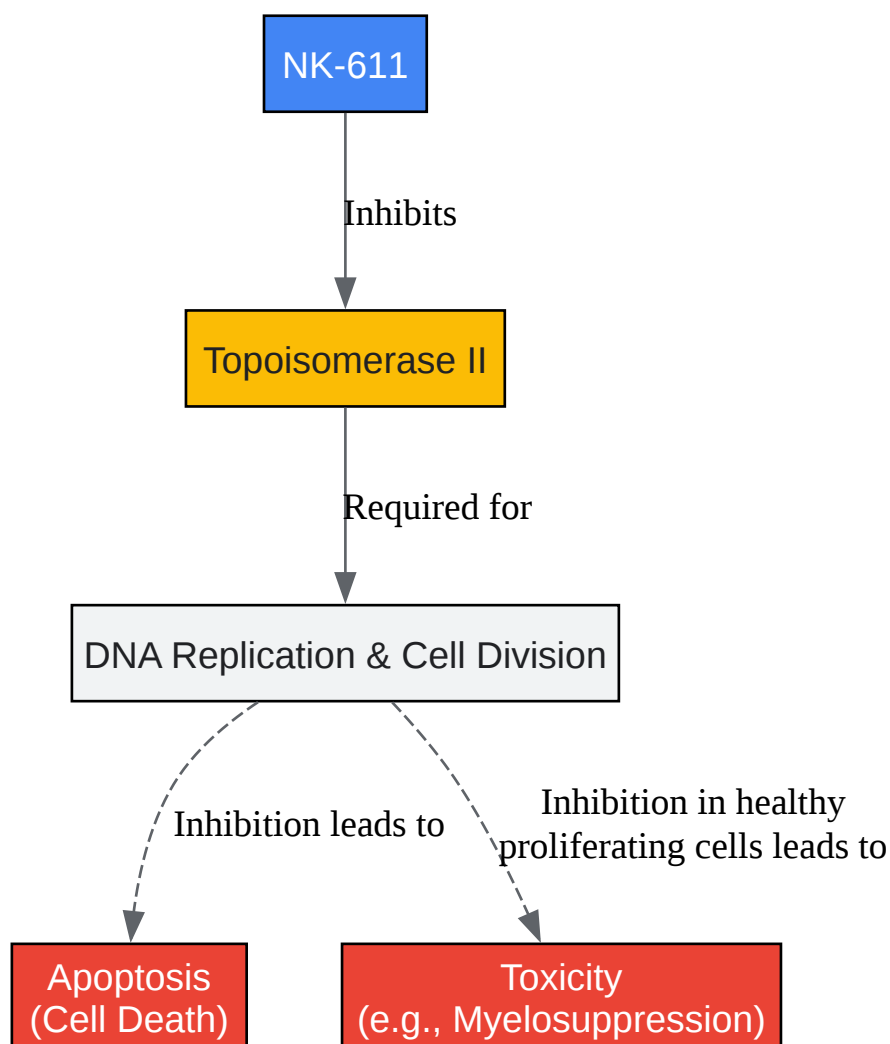 NK-611
Inhibits
Topoisomerase II
Required for
DNA Replication & Cell Division
Inhibition leads to
Inhibition in healthy
proliferating cells leads to
Apoptosis
(Cell Death)
Toxicity
(e.g., Myelosuppression)